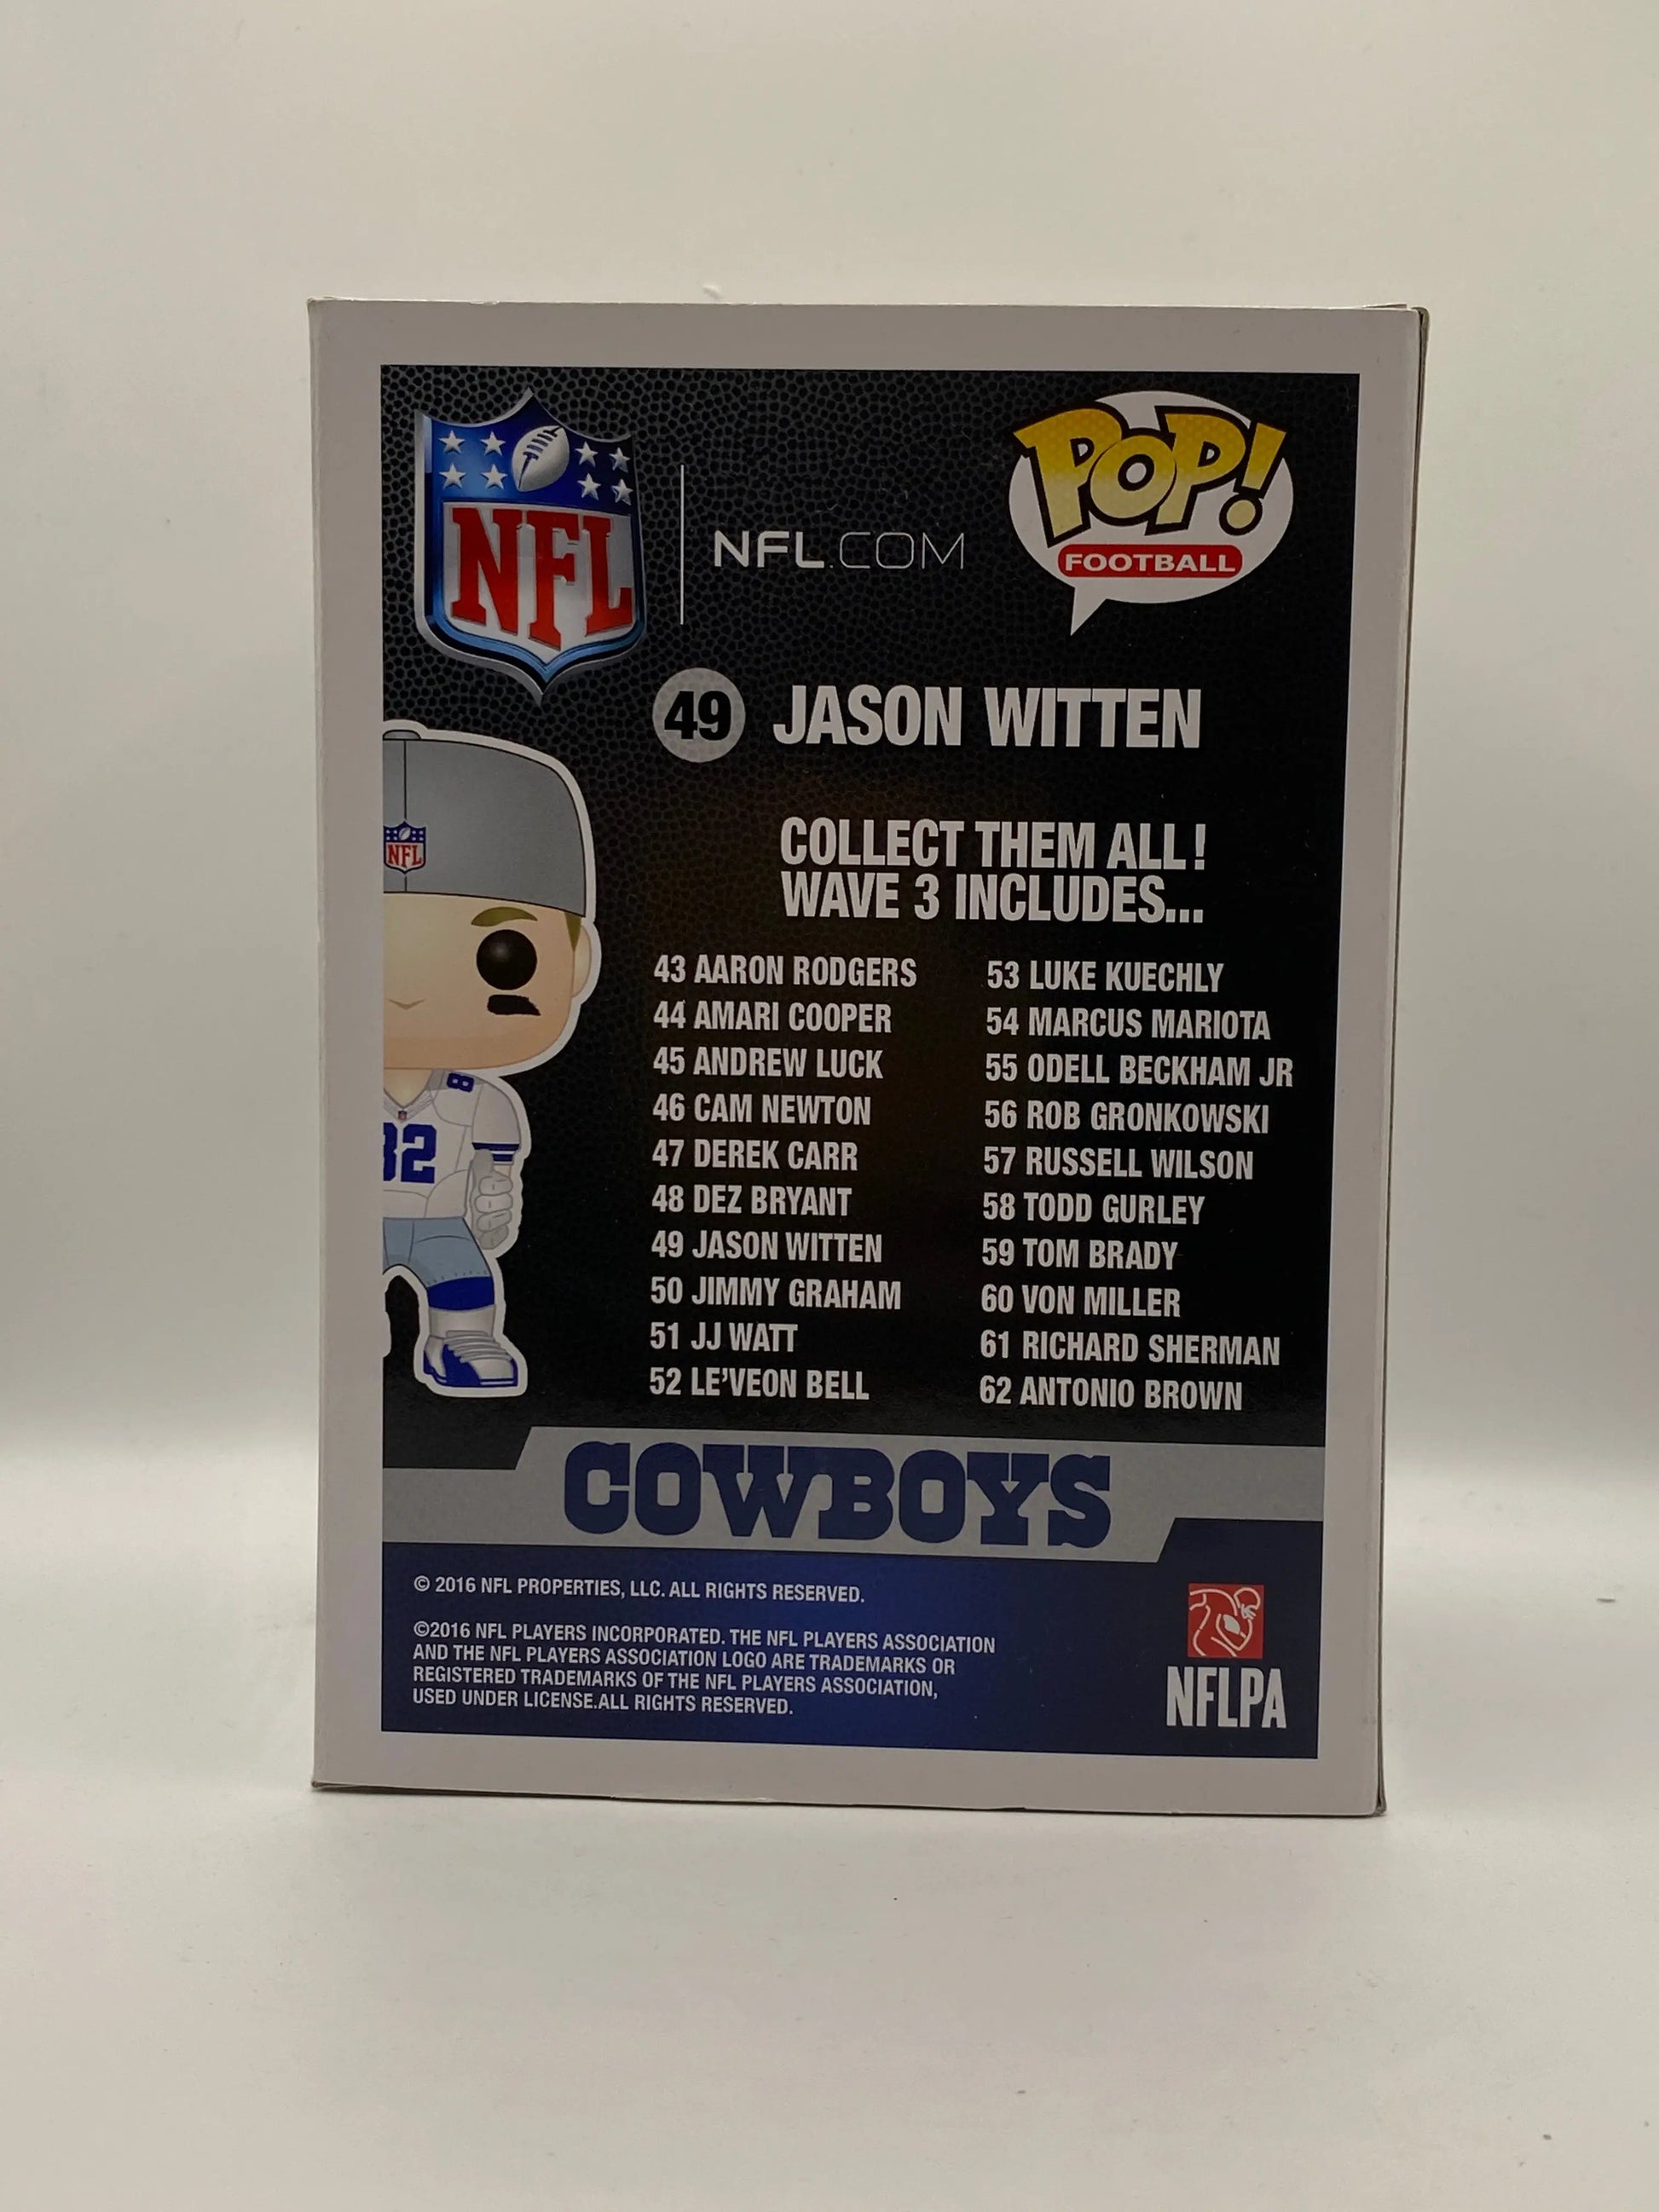 NFL
NFL.COM
POP!
FOOTBALL
49 JASON WITTEN
COLLECT THEM ALL!
WAVE 3 INCLUDES...
43 AARON RODGERS
44 AMARI COOPER
45 ANDREW LUCK
46 CAM NEWTON
47 DEREK CARR
48 DEZ BRYANT
49 JASON WITTEN
50 JIMMY GRAHAM
51 JJ WATT
52 LE'VEON BELL
53 LUKE KUECHLY
54 MARCUS MARIOTA
55 ODELL BECKHAM JR
56 ROB GRONKOWSKI
57 RUSSELL WILSON
58 TODD GURLEY
59 TOM BRADY
60 VON MILLER
61 RICHARD SHERMAN
62 ANTONIO BROWN
NFL
8
82
COWBOYS
© 2016 NFL PROPERTIES, LLC. ALL RIGHTS RESERVED.
©2016 NFL PLAYERS INCORPORATED. THE NFL PLAYERS ASSOCIATION
AND THE NFL PLAYERS ASSOCIATION LOGO ARE TRADEMARKS OR
REGISTERED TRADEMARKS OF THE NFL PLAYERS ASSOCIATION,
USED UNDER LICENSE.ALL RIGHTS RESERVED.
NFLPA